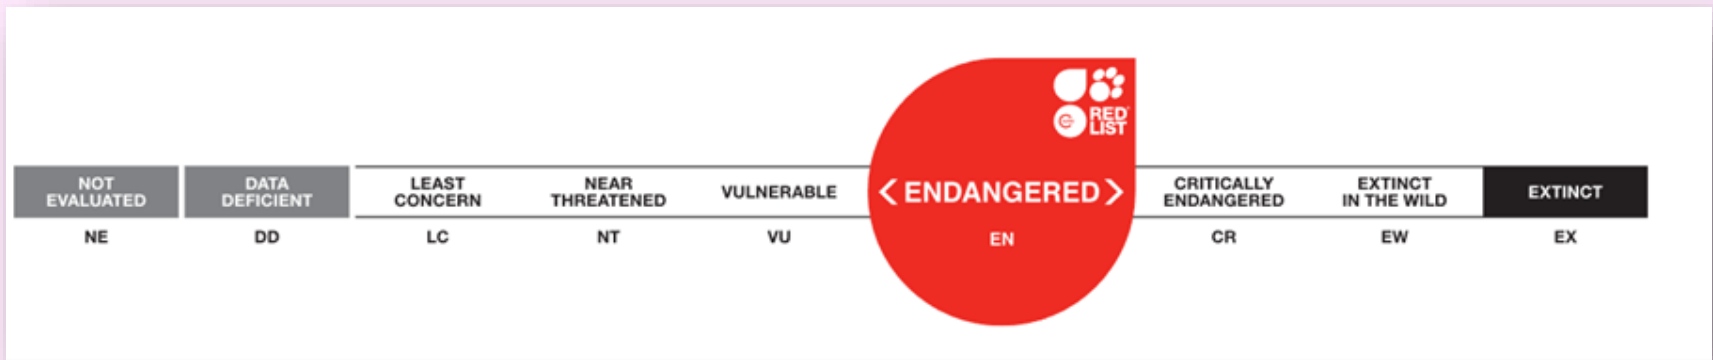 RED
LIST
NOT
EVALUATED
DATA
DEFICIENT
LEAST
CONCERN
NEAR
THREATENED
VULNERABLE
<ENDANGERED>
CRITICALLY
ENDANGERED
EXTINCT
IN THE WILD
EXTINCT
NE
DD
LC
NT
VU
EN
CR
EW
EX